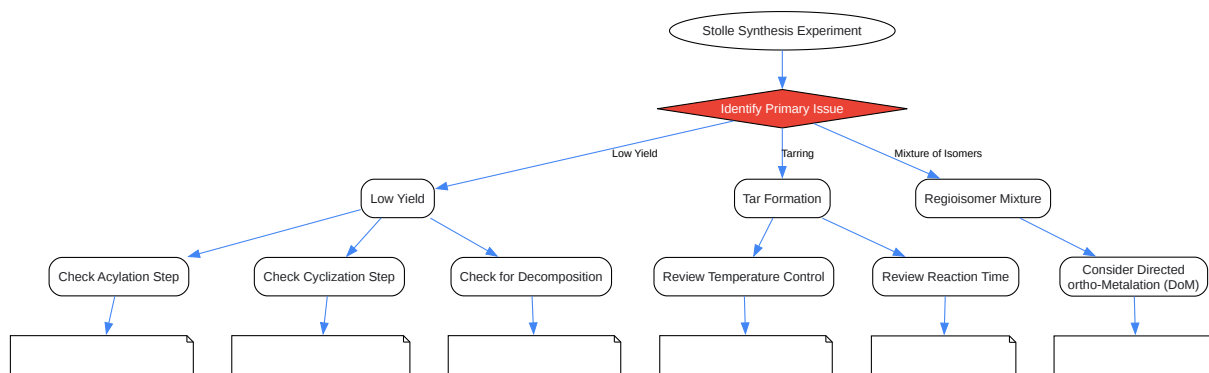 Stolle Synthesis Experiment
Identify Primary Issue
Low Yield
Tarring
Mixture of Isomers
Low Yield
Tar Formation
Regioisomer Mixture
Check Acylation Step
Check Cyclization Step
Check for Decomposition
Review Temperature Control
Review Reaction Time
Consider Directed
ortho-Metalation (DoM)